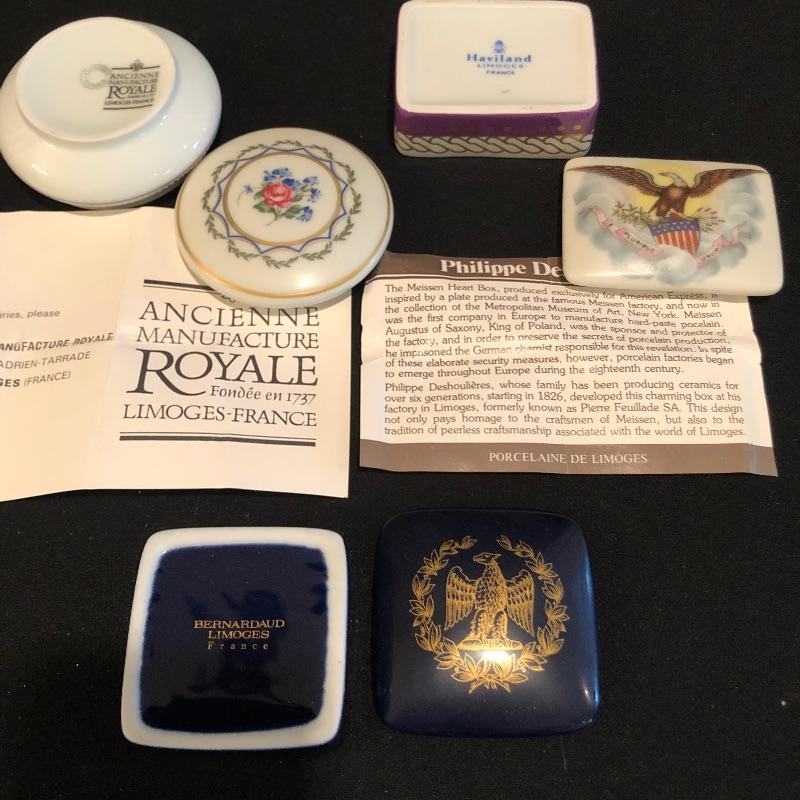 ANCIENNE
MANUFACTURE
ROYALE
LIMOGES-FRANCE
Haviland
LIMOGES
FRANCE
E PLURIBUS UNUM
iries, please
ANUFACTURE ROYALE
ADRIEN-TARRADE
GES (FRANCE)
ANCIENNE
MANUFACTURE
ROYALE
Fondée en 1737
LIMOGES-FRANCE
Philippe De
The Meissen Heart Box, produced exclusively for American Express, is
inspired by a plate produced at the famous Meissen factory, and now in
the collection of the Metropolitan Museum of Art, New York. Meissen
was the first company in Europe to manufacture hard-paste porcelain.
Augustus of Saxony, King of Poland, was the sponsor and protector of
the factory, and in order to preserve the secrets of porcelain production,
he imprisoned the German chemist responsible for this revelation. In spite
of these elaborate security measures, however, porcelain factories began
to emerge throughout Europe during the eighteenth century.
Philippe Deshoulières, whose family has been producing ceramics for
over six generations, starting in 1826, developed this charming box at his
factory in Limoges, formerly known as Pierre Feuillade SA. This design
not only pays homage to the craftsmen of Meissen, but also to the
tradition of peerless craftsmanship associated with the world of Limoges.
PORCELAINE DE LIMOGES
BERNARDAUD
LIMOGES
France